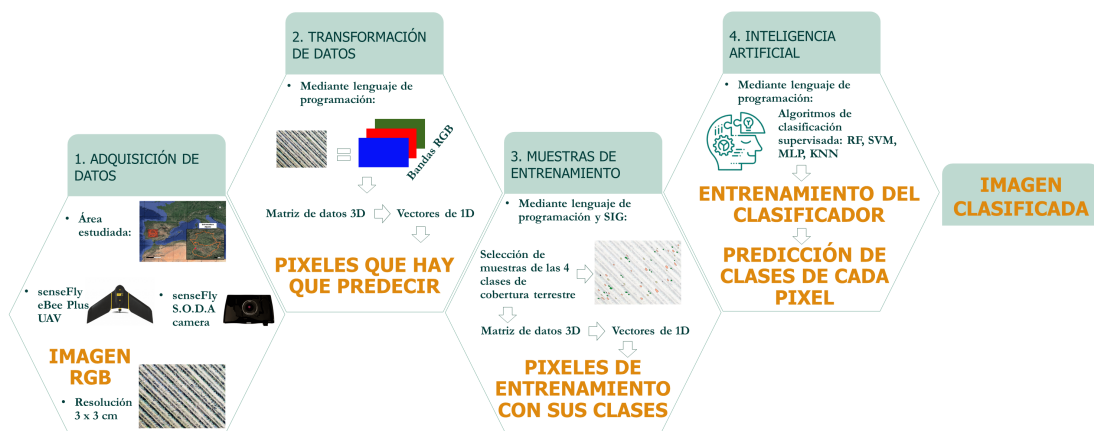 1. ADQUISICIÓN DE
DATOS
• Área
estudiada:
• senseFly
eBee Plus
UAV
• senseFly
S.O.D.A
camera
IMAGEN
RGB
• Resolución
3 x 3 cm
2. TRANSFORMACIÓN
DE DATOS
• Mediante lenguaje de
programación:
Bandas RGB
Matriz de datos 3D
Vectores de 1D
PIXELES QUE HAY
QUE PREDECIR
3. MUESTRAS DE
ENTRENAMIENTO
• Mediante lenguaje de
programación y SIG:
Selección de
muestras de las 4
clases de
cobertura terrestre
Matriz de datos 3D
Vectores de 1D
PIXELES DE
ENTRENAMIENTO
CON SUS CLASES
4. INTELIGENCIA
ARTIFICIAL
• Mediante lenguaje de
programación:
Algoritmos de
clasificación
supervisada: RF, SVM,
MLP, KNN
ENTRENAMIENTO DEL
CLASIFICADOR
PREDICCIÓN DE
CLASES DE CADA
PIXEL
IMAGEN
CLASIFICADA